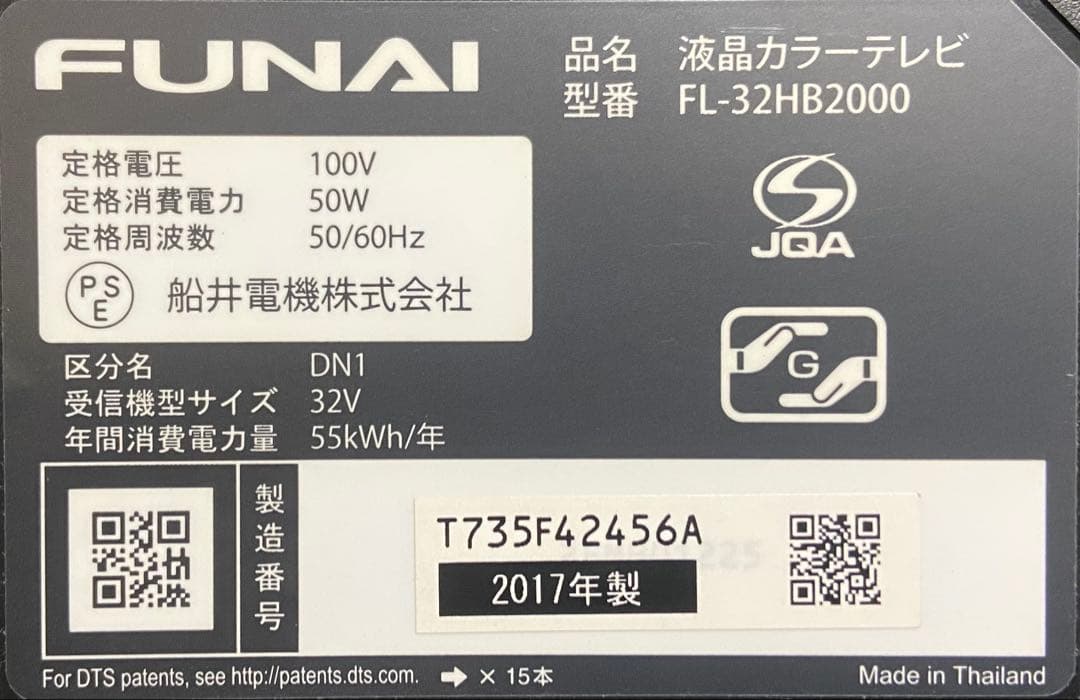 FUNAI
品名 液晶カラーテレビ
型番 FL-32HB2000
定格電圧 100V
定格消費電力 50W
定格周波数 50/60Hz
PSE 船井電機株式会社
JQA
G
区分名 DN1
受信機型サイズ 32V
年間消費電力量 55kWh/年
製造番号
T735F42456A
2017年製
For DTS patents, see http://patents.dts.com. ➡ × 15本
Made in Thailand